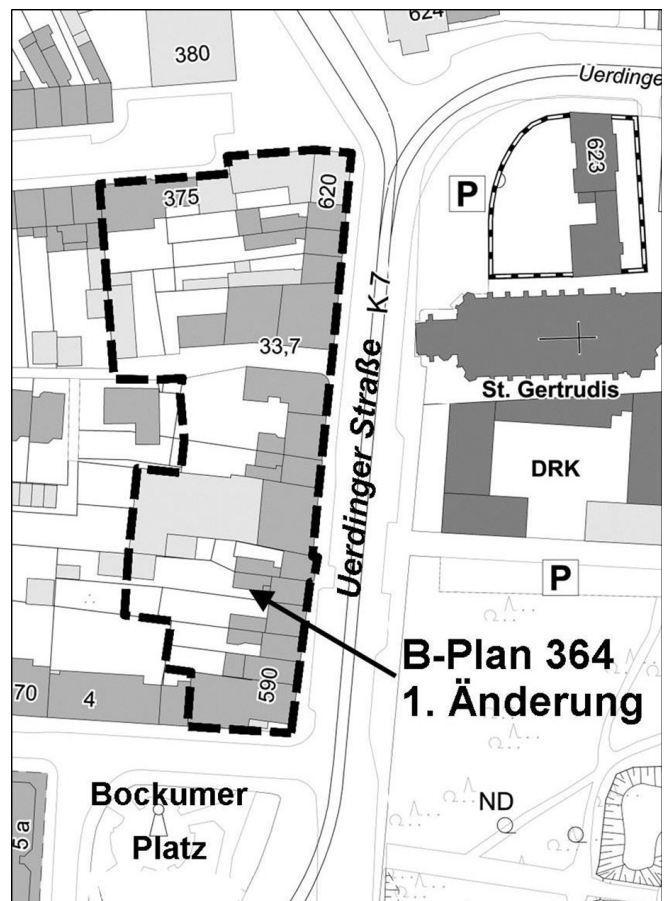 624
380
Uerdinge
375
620
623
P
33,7
Uerdinger Straße K 7
St. Gertrudis
DRK
P
B-Plan 364
1. Änderung
590
70
4
Bockumer
Platz
ND
5 a